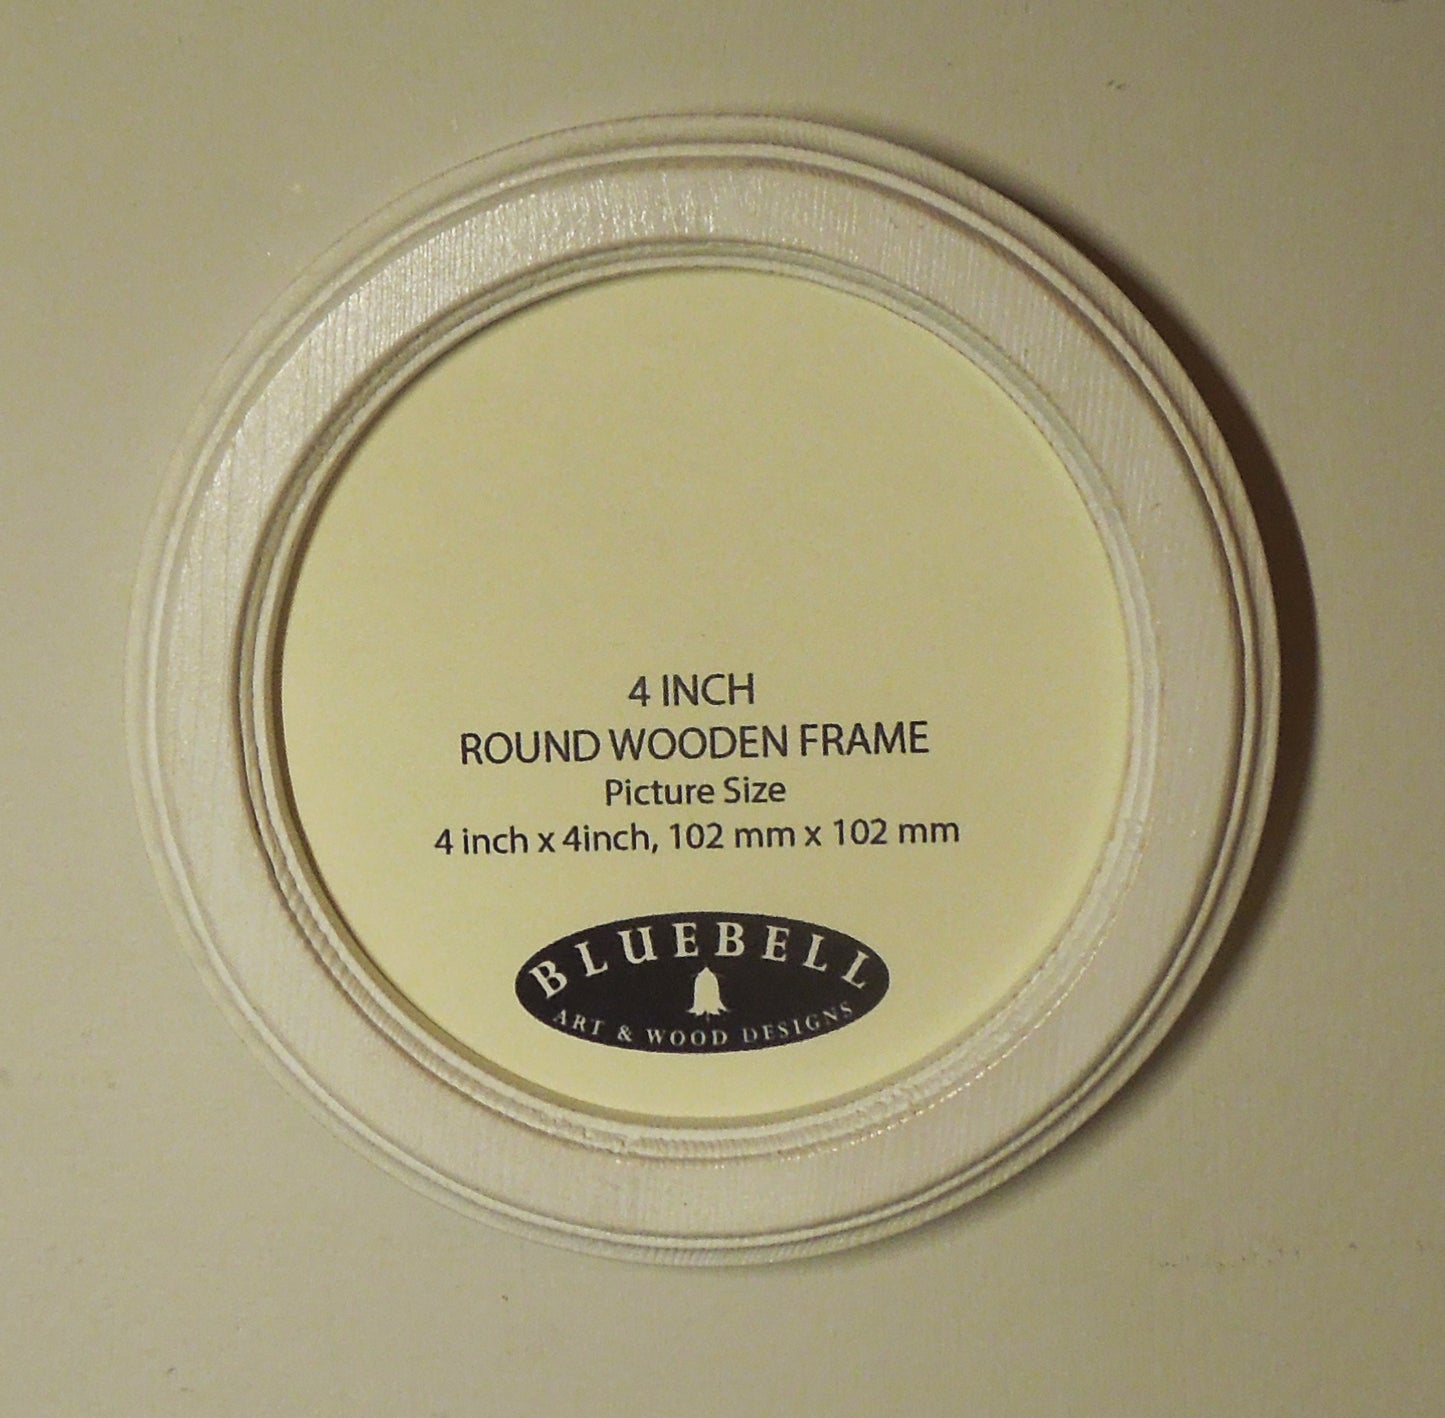 4 INCH
ROUND WOODEN FRAME
Picture Size
4 inch x 4inch, 102 mm x 102 mm
BLUEBELL
ART & WOOD DESIGNS